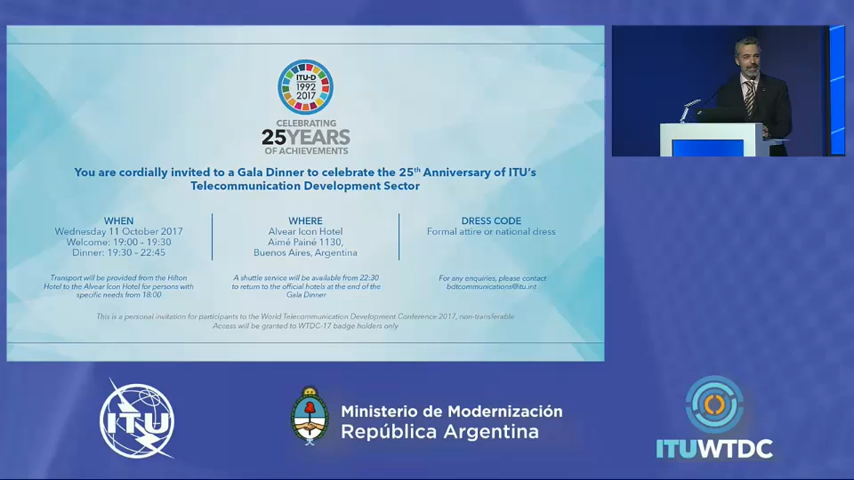 ITU-D
1992
2017
CELEBRATING
25YEARS
OF ACHIEVEMENTS
You are cordially invited to a Gala Dinner to celebrate the 25th Anniversary of ITU's
Telecommunication Development Sector
WHEN
Wednesday 11 October 2017
Welcome: 19:00 – 19:30
Dinner: 19:30 – 22:45
Transport will be provided from the Hilton
Hotel to the Alvear Icon Hotel for persons with
specific needs from 18:00
WHERE
Alvear Icon Hotel
Aimé Painé 1130,
Buenos Aires, Argentina
A shuttle service will be available from 22:30
to return to the official hotels at the end of the
Gala Dinner
DRESS CODE
Formal attire or national dress
For any enquiries, please contact
bdtcommunications@itu.int
This is a personal invitation for participants to the World Telecommunication Development Conference 2017, non-transferable
Access will be granted to WTDC-17 badge holders only
ITU
Ministerio de Modernización
República Argentina
ITUWTDC